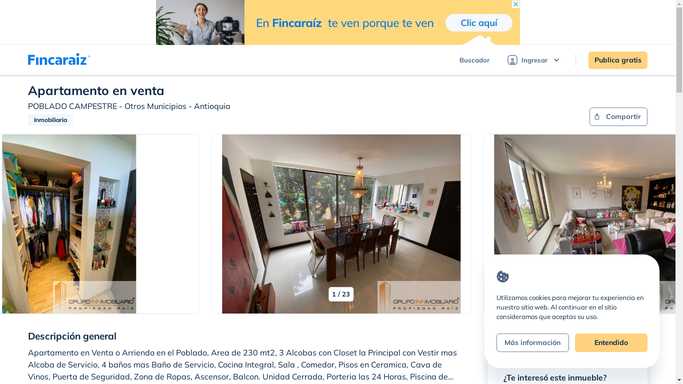 En Fincaraíz te ven porque te ven
Clic aquí
Fincaraiz
Buscador
Ingresar
Publica gratis
Apartamento en venta
POBLADO CAMPESTRE - Otros Municipios - Antioquia
Inmobiliaria
Compartir
GRUPO INMOBILIARIO
PROPIEDAD RAIZ
1 / 23
GRUPO INMOBILIARIO
PROPIEDAD RAIZ
Utilizamos cookies para mejorar tu experiencia en
nuestro sitio web. Al continuar en el sitio
consideramos que aceptas su uso.
Más información
Entendido
Descripción general
Apartamento en Venta o Arriendo en el Poblado, Area de 230 mt2, 3 Alcobas con Closet la Principal con Vestir mas
Alcoba de Servicio, 4 baños mas Baño de Servicio, Cocina Integral, Sala , Comedor, Pisos en Ceramica, Cava de
Vinos, Puerta de Seguridad, Zona de Ropas, Ascensor, Balcon, Unidad Cerrada, Porteria las 24 Horas, Piscina de...
¿Te interesó este inmueble?